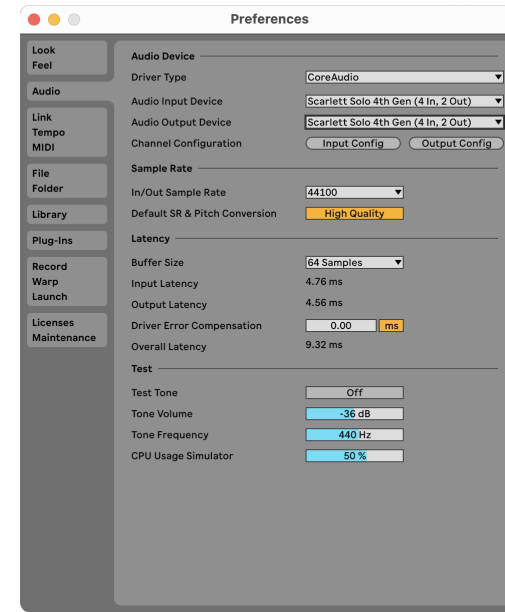 Preferences
Look
Feel
Audio
Link
Tempo
MIDI
File
Folder
Library
Plug-Ins
Record
Warp
Launch
Licenses
Maintenance
Audio Device
Driver Type CoreAudio
Audio Input Device Scarlett Solo 4th Gen (4 In, 2 Out)
Audio Output Device Scarlett Solo 4th Gen (4 In, 2 Out)
Channel Configuration Input Config Output Config
Sample Rate
In/Out Sample Rate 44100
Default SR & Pitch Conversion High Quality
Latency
Buffer Size 64 Samples
Input Latency 4.76 ms
Output Latency 4.56 ms
Driver Error Compensation 0.00 ms
Overall Latency 9.32 ms
Test
Test Tone Off
Tone Volume -36 dB
Tone Frequency 440 Hz
CPU Usage Simulator 50 %